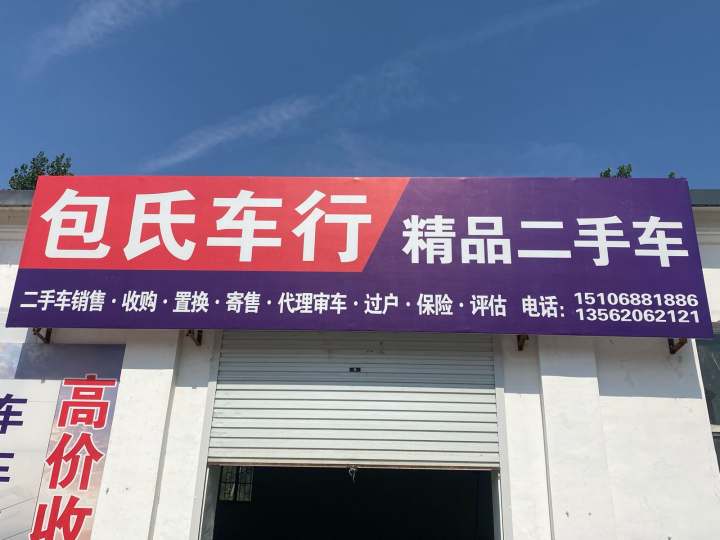 包氏车行
精品二手车
二手车销售·收购·置换·寄售·代理审车·过户·保险·评估 电话:
15106881886
13562062121
高价收
车